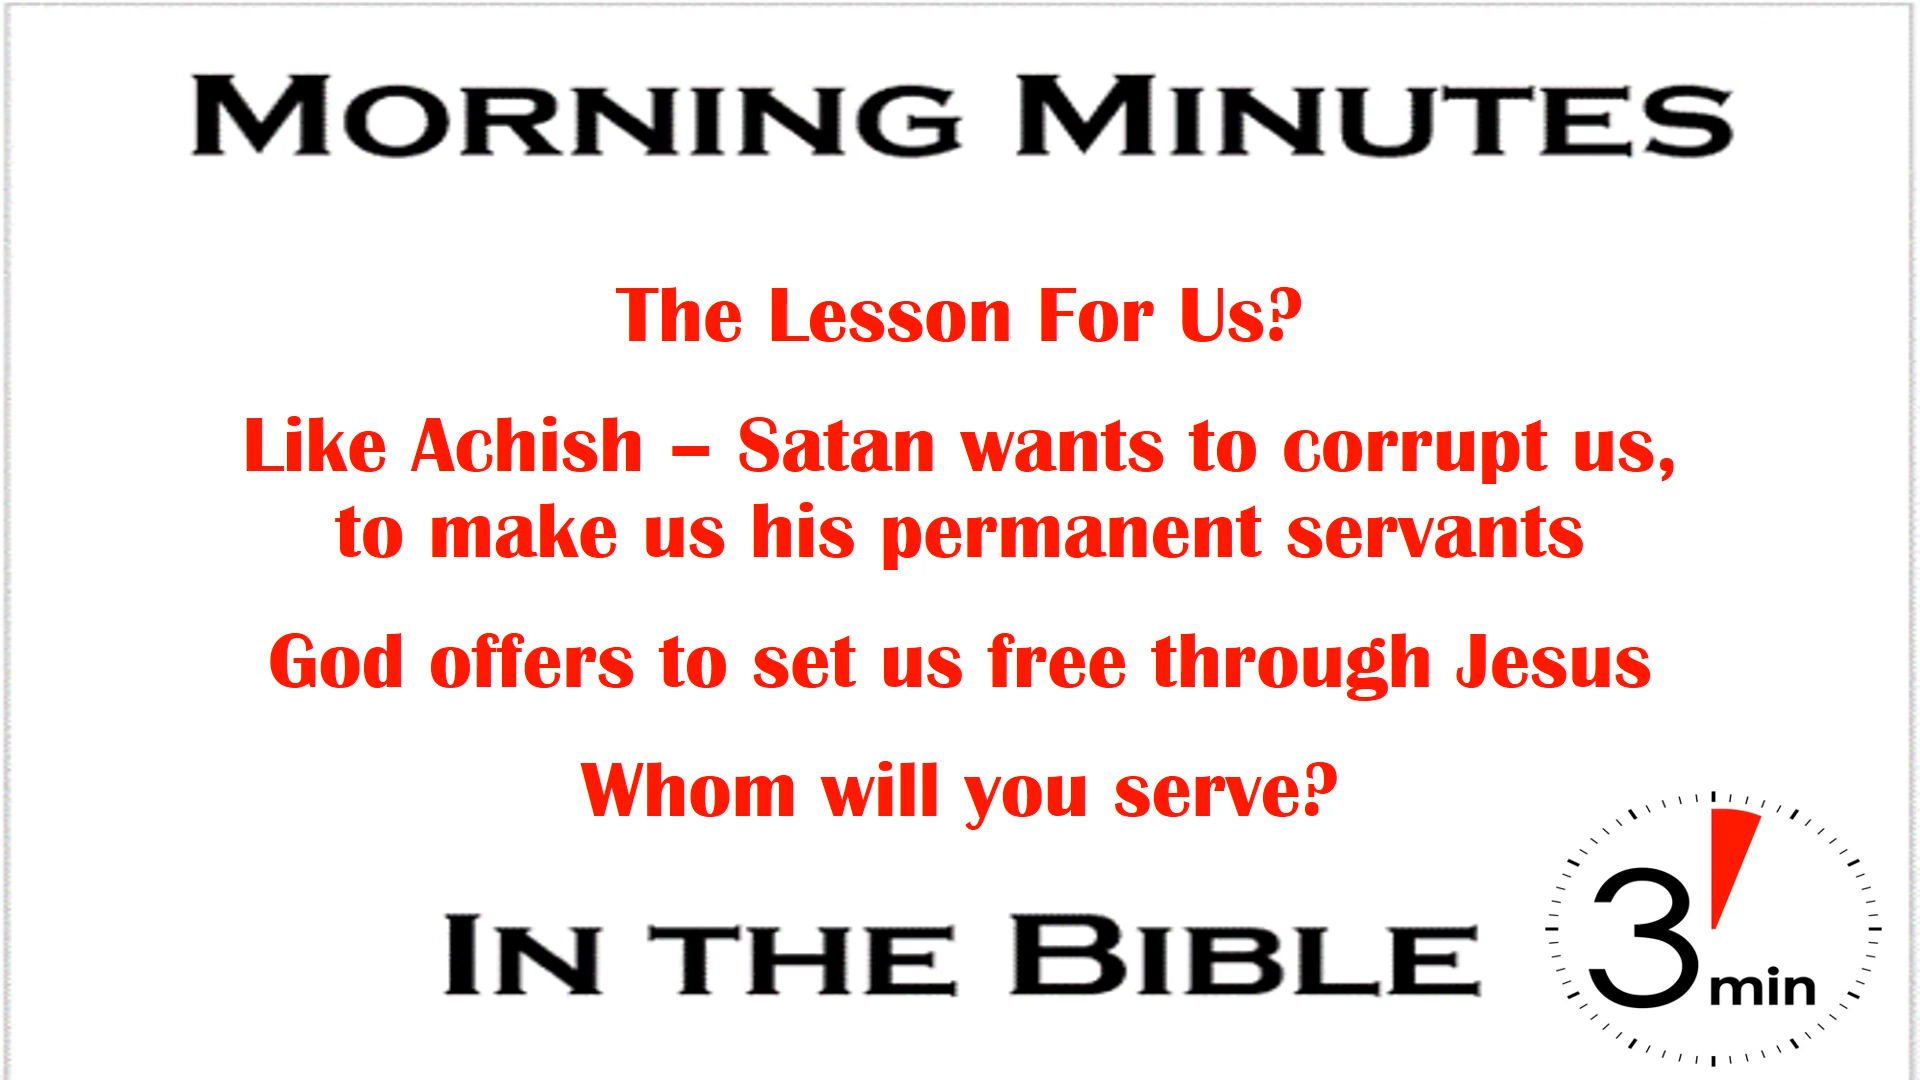 MORNING MINUTES
The Lesson For Us?
Like Achish – Satan wants to corrupt us,
to make us his permanent servants
God offers to set us free through Jesus
Whom will you serve?
IN THE BIBLE
3 min